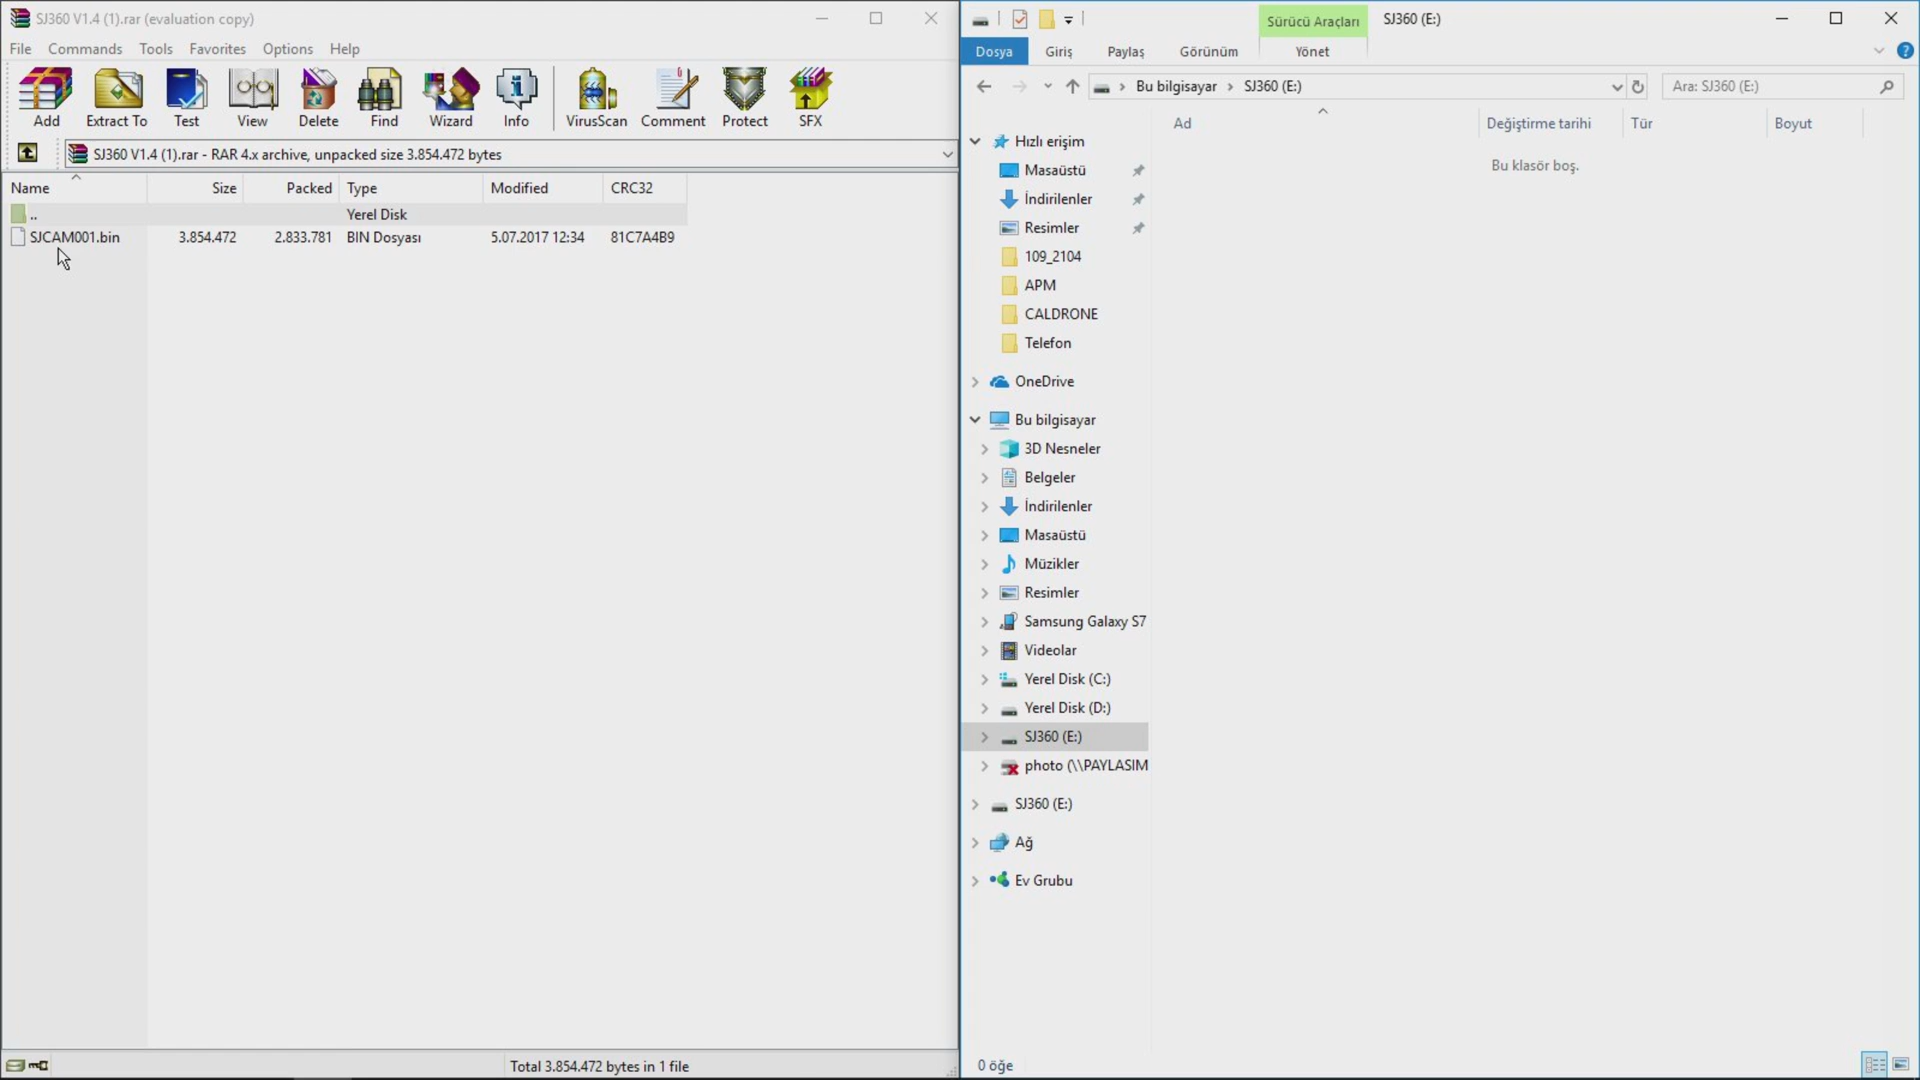 SJ360 V1.4 (1).rar (evaluation copy)
File Commands Tools Favorites Options Help
Add Extract To Test View Delete Find Wizard Info VirusScan Comment Protect SFX
SJ360 V1.4 (1).rar - RAR 4.x archive, unpacked size 3.854.472 bytes
Name Size Packed Type Modified CRC32
.. Yerel Disk
SJCAM001.bin 3.854.472 2.833.781 BIN Dosyası 5.07.2017 12:34 81C7A4B9
Total 3.854.472 bytes in 1 file
Sürücü Araçları SJ360 (E:)
Dosya Giriş Paylaş Görünüm Yönet
Bu bilgisayar SJ360 (E:) Ara: SJ360 (E:)
Ad Değiştirme tarihi Tür Boyut
Bu klasör boş.
Hızlı erişim
Masaüstü
İndirilenler
Resimler
109_2104
APM
CALDRONE
Telefon
OneDrive
Bu bilgisayar
3D Nesneler
Belgeler
İndirilenler
Masaüstü
Müzikler
Resimler
Samsung Galaxy S7
Videolar
Yerel Disk (C:)
Yerel Disk (D:)
SJ360 (E:)
photo (\\PAYLASIM
SJ360 (E:)
Ağ
Ev Grubu
0 öğe